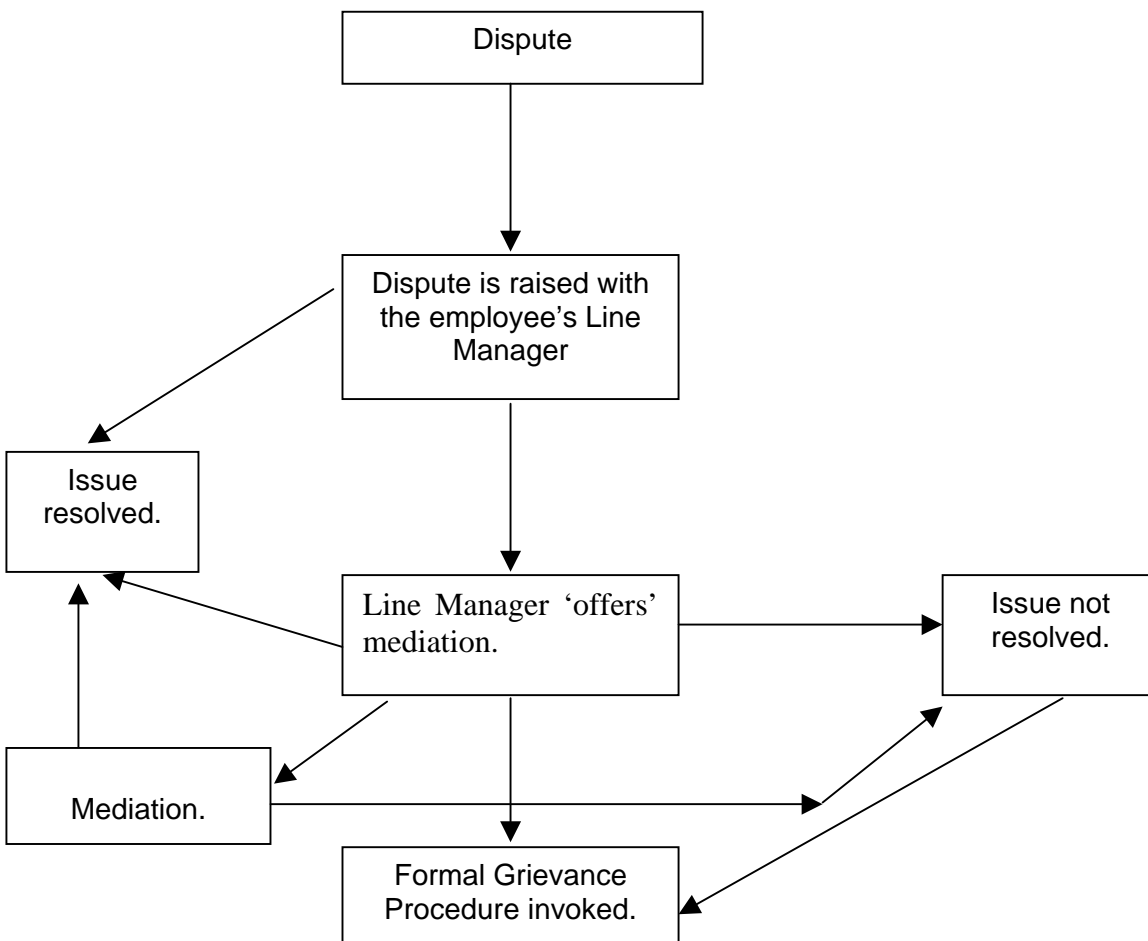 Dispute
Dispute is raised with
the employee’s Line
Manager
Issue
resolved.
Line Manager ‘offers’
mediation.
Issue not
resolved.
Mediation.
Formal Grievance
Procedure invoked.